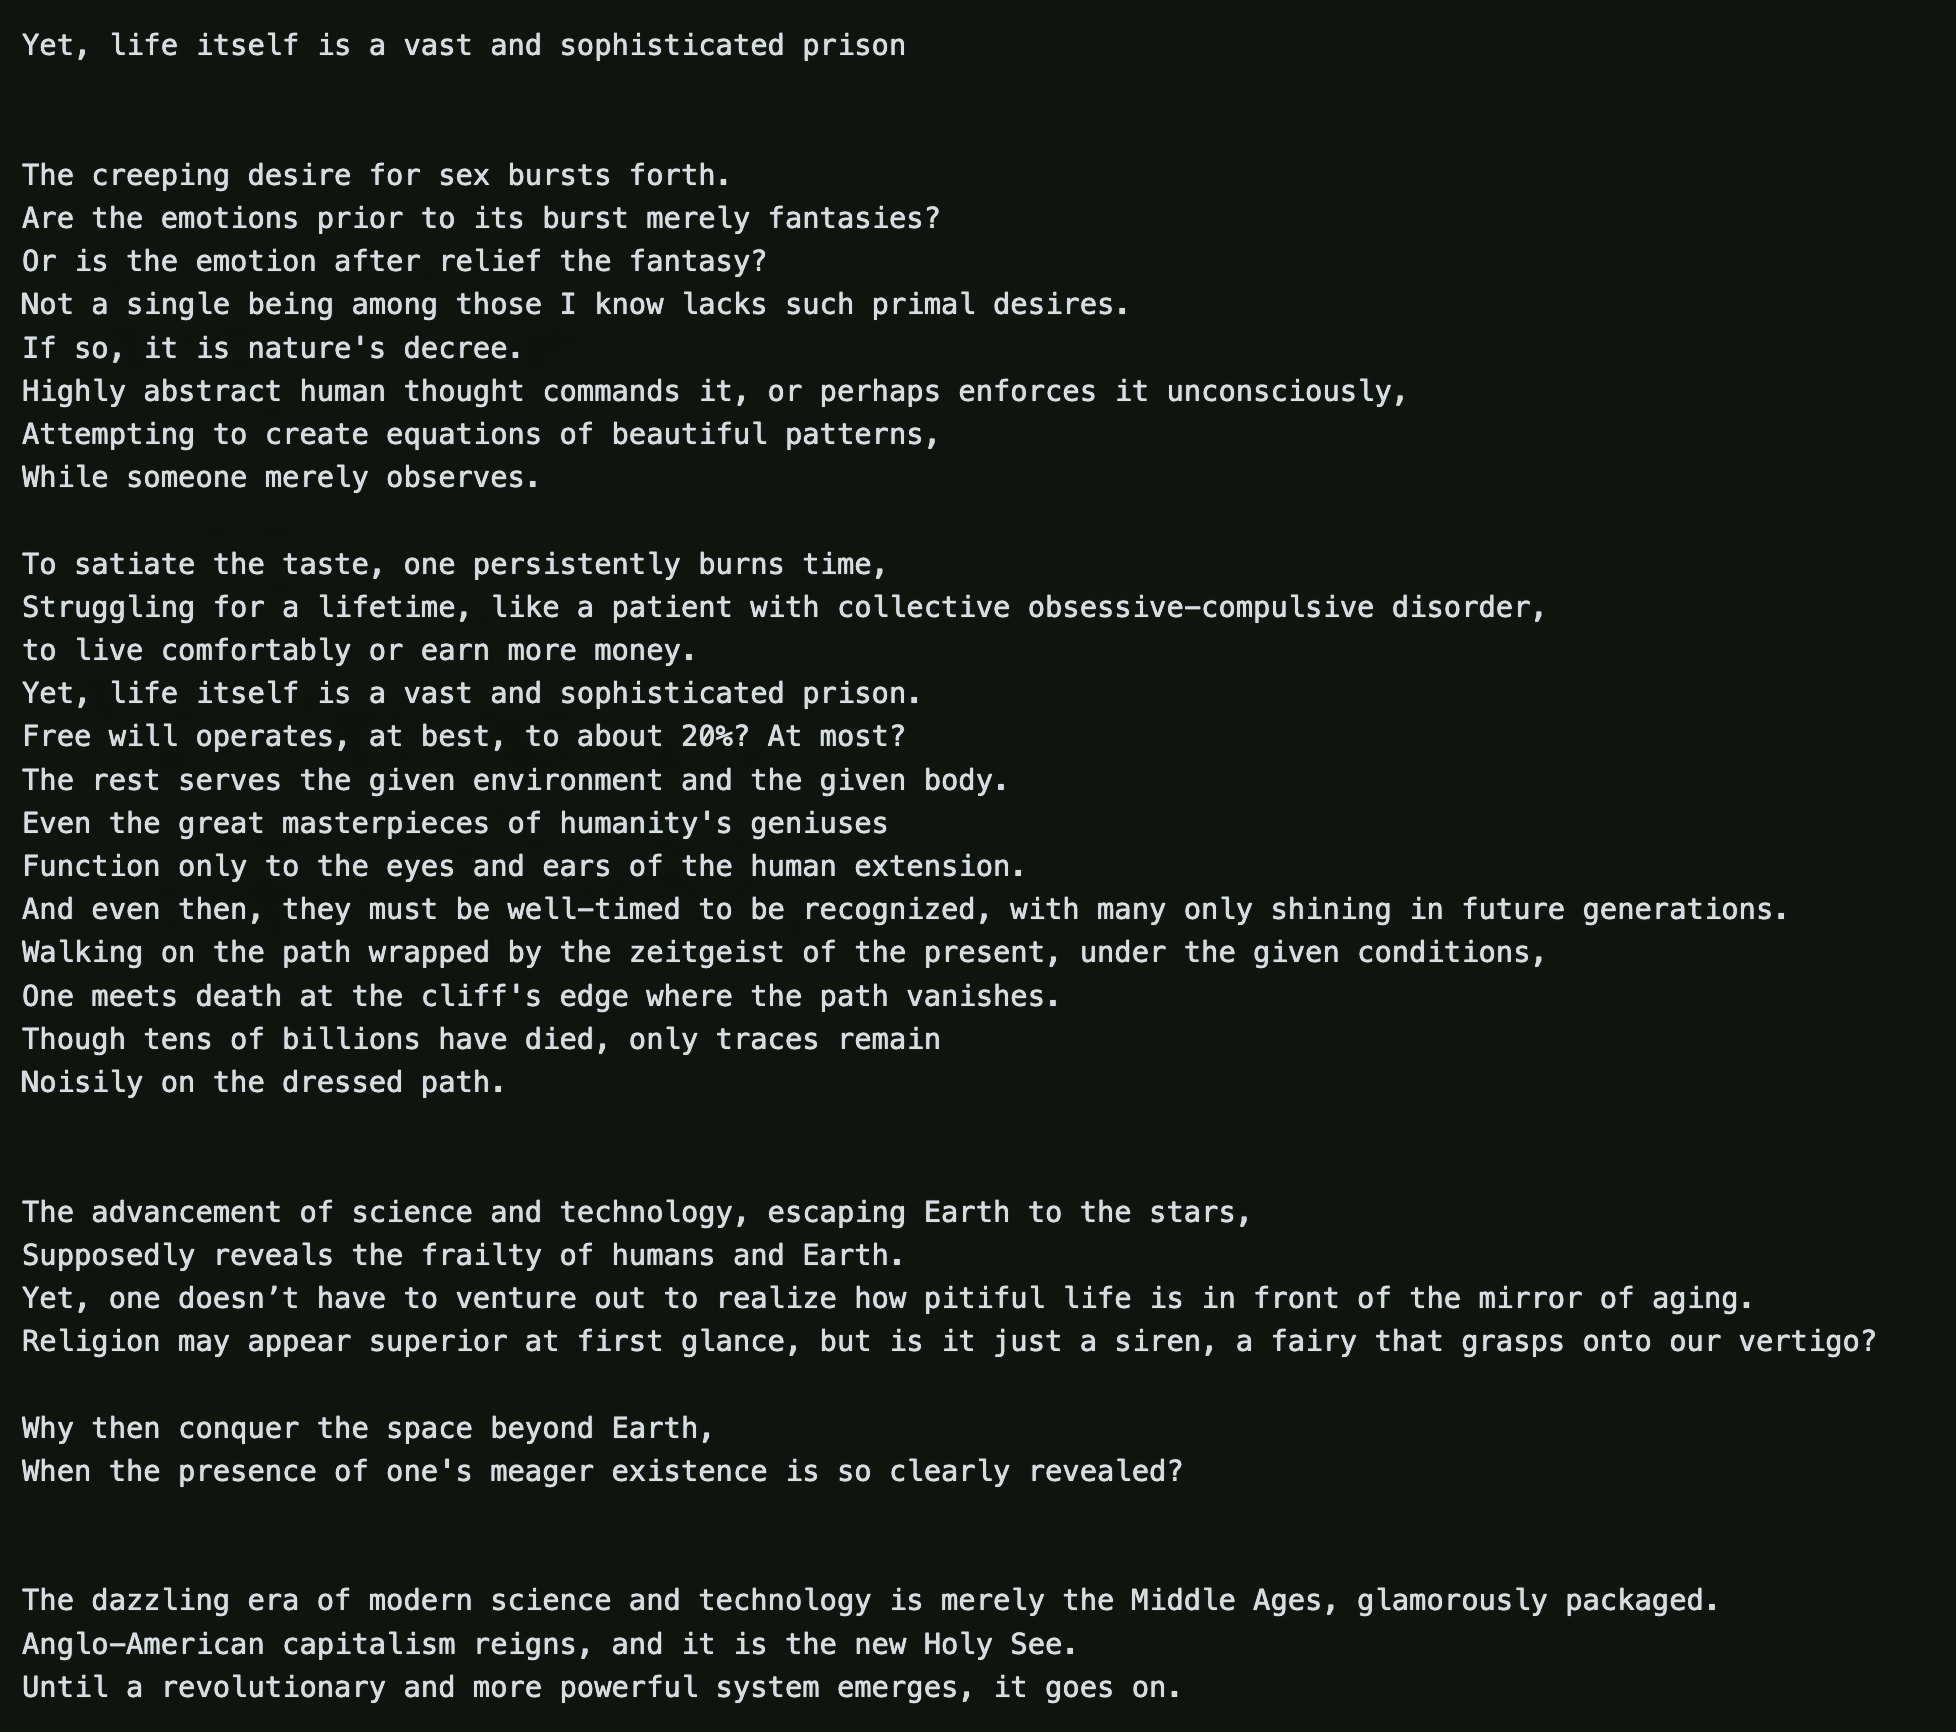 Yet, life itself is a vast and sophisticated prison
The creeping desire for sex bursts forth.
Are the emotions prior to its burst merely fantasies?
Or is the emotion after relief the fantasy?
Not a single being among those I know lacks such primal desires.
If so, it is nature's decree.
Highly abstract human thought commands it, or perhaps enforces it unconsciously,
Attempting to create equations of beautiful patterns,
While someone merely observes.
To satiate the taste, one persistently burns time,
Struggling for a lifetime, like a patient with collective obsessive-compulsive disorder,
to live comfortably or earn more money.
Yet, life itself is a vast and sophisticated prison.
Free will operates, at best, to about 20%? At most?
The rest serves the given environment and the given body.
Even the great masterpieces of humanity's geniuses
Function only to the eyes and ears of the human extension.
And even then, they must be well-timed to be recognized, with many only shining in future generations.
Walking on the path wrapped by the zeitgeist of the present, under the given conditions,
One meets death at the cliff's edge where the path vanishes.
Though tens of billions have died, only traces remain
Noisily on the dressed path.
The advancement of science and technology, escaping Earth to the stars,
Supposedly reveals the frailty of humans and Earth.
Yet, one doesn’t have to venture out to realize how pitiful life is in front of the mirror of aging.
Religion may appear superior at first glance, but is it just a siren, a fairy that grasps onto our vertigo?
Why then conquer the space beyond Earth,
When the presence of one's meager existence is so clearly revealed?
The dazzling era of modern science and technology is merely the Middle Ages, glamorously packaged.
Anglo-American capitalism reigns, and it is the new Holy See.
Until a revolutionary and more powerful system emerges, it goes on.